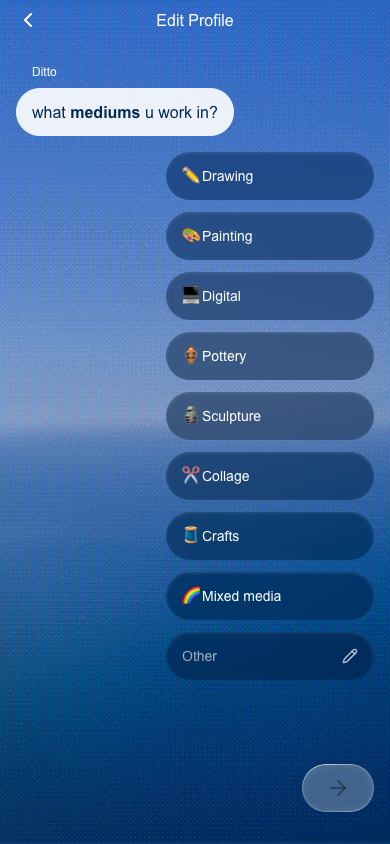 Edit Profile
Ditto
what mediums u work in?
Drawing
Painting
Digital
Pottery
Sculpture
Collage
Crafts
Mixed media
Other